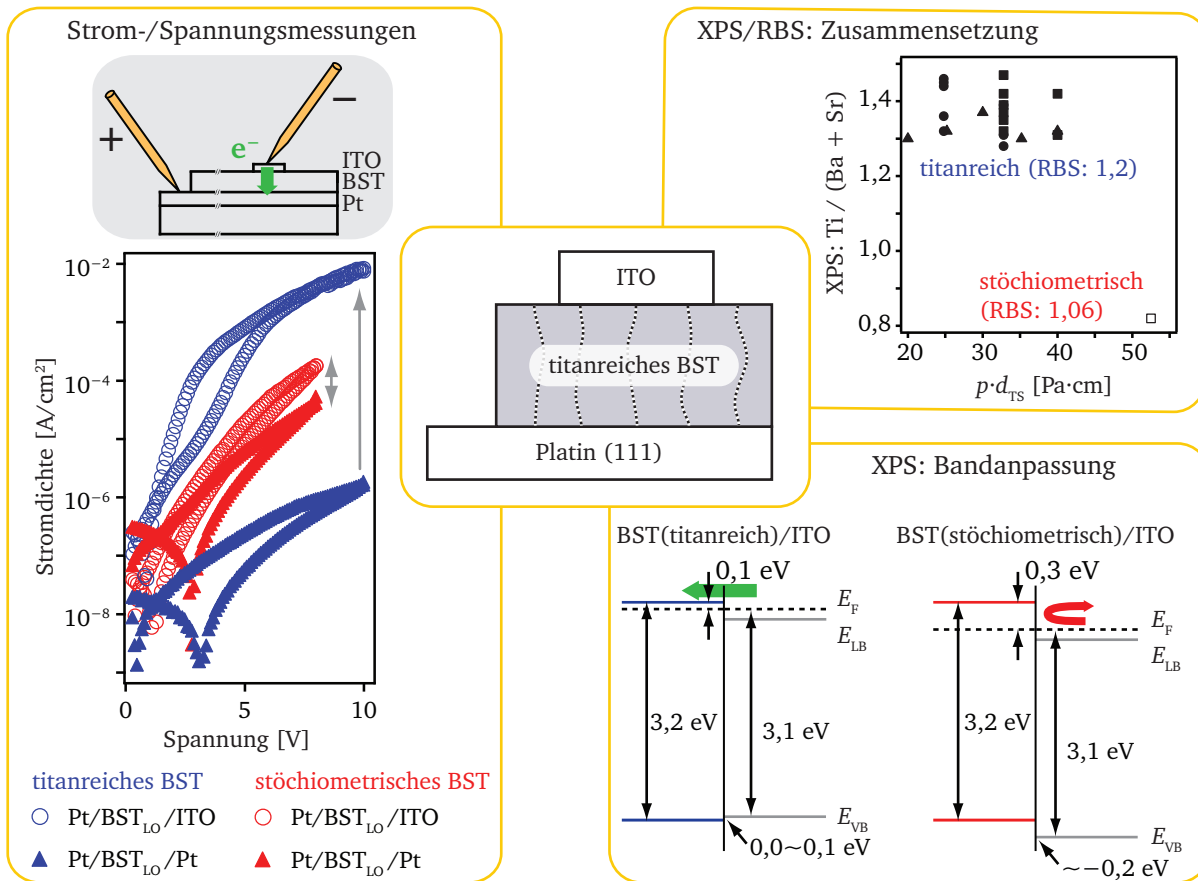 Strom-/Spannungsmessungen
+
−
e⁻
ITO
BST
Pt
10⁻²
10⁻⁴
10⁻⁶
10⁻⁸
Stromdichte [A/cm²]
0
5
10
Spannung [V]
titanreiches BST
stöchiometrisches BST
Pt/BST_LO/ITO
Pt/BST_LO/ITO
Pt/BST_LO/Pt
Pt/BST_LO/Pt
ITO
titanreiches BST
Platin (111)
XPS/RBS: Zusammensetzung
XPS: Ti / (Ba + Sr)
1,4
1,2
1,0
0,8
titanreich (RBS: 1,2)
stöchiometrisch
(RBS: 1,06)
20
30
40
50
p·d_TS [Pa·cm]
XPS: Bandanpassung
BST(titanreich)/ITO
0,1 eV
E_F
E_LB
3,2 eV
3,1 eV
E_VB
0,0~0,1 eV
BST(stöchiometrisch)/ITO
0,3 eV
E_F
E_LB
3,2 eV
3,1 eV
E_VB
~−0,2 eV